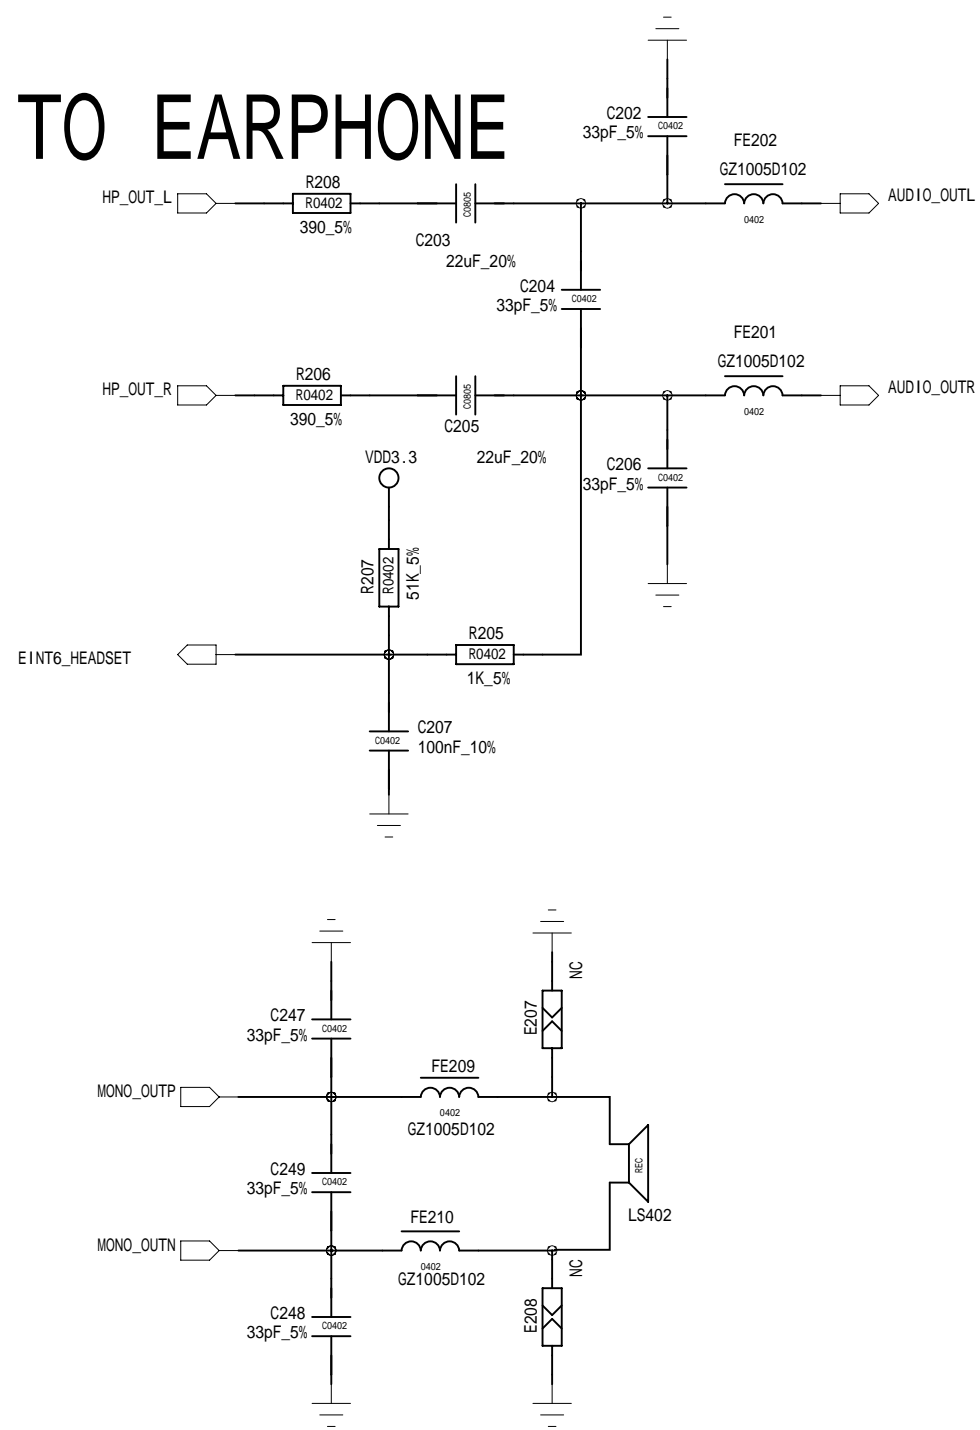 TO EARPHONE
C202
33pF_5%
C0402
FE202
GZ1005D102
0402
HP_OUT_L
R208
R0402
390_5%
C0805
C203
22uF_20%
AUDIO_OUTL
C204
33pF_5%
C0402
FE201
GZ1005D102
0402
HP_OUT_R
R206
R0402
390_5%
C0805
C205
22uF_20%
AUDIO_OUTR
VDD3.3
C206
33pF_5%
C0402
R207
R0402
51K_5%
EINT6_HEADSET
R205
R0402
1K_5%
C207
100nF_10%
C0402
C247
33pF_5%
C0402
E207
NC
MONO_OUTP
FE209
0402
GZ1005D102
C249
33pF_5%
C0402
REC
LS402
MONO_OUTN
FE210
0402
GZ1005D102
NC
C248
33pF_5%
C0402
E208